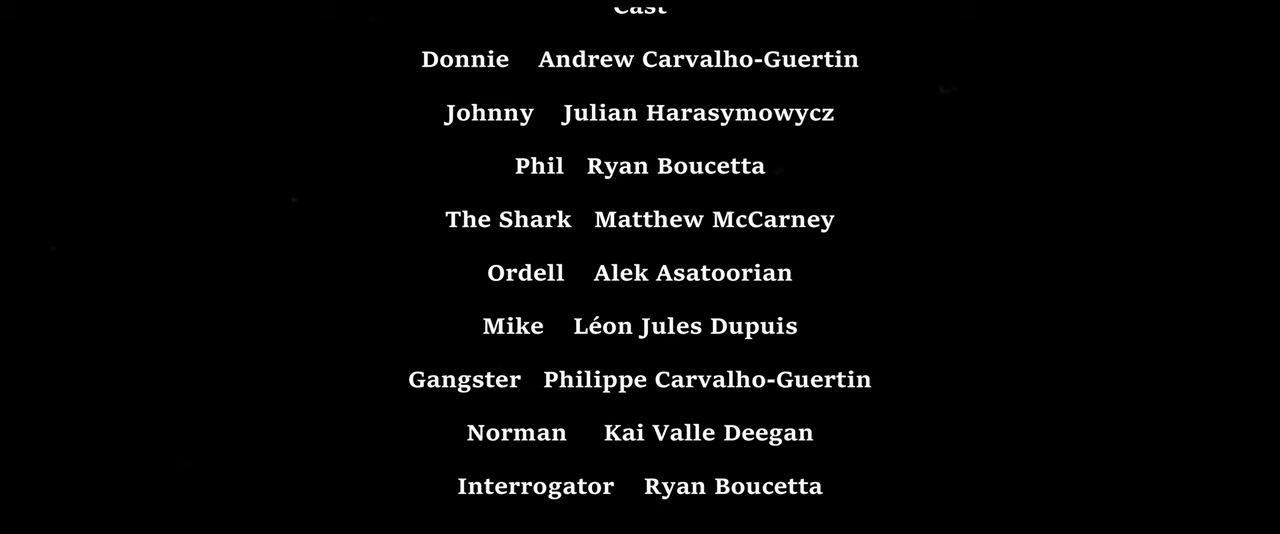 Cast
Donnie Andrew Carvalho-Guertin
Johnny Julian Harasymowycz
Phil Ryan Boucetta
The Shark Matthew McCarney
Ordell Alek Asatoorian
Mike Léon Jules Dupuis
Gangster Philippe Carvalho-Guertin
Norman Kai Valle Deegan
Interrogator Ryan Boucetta